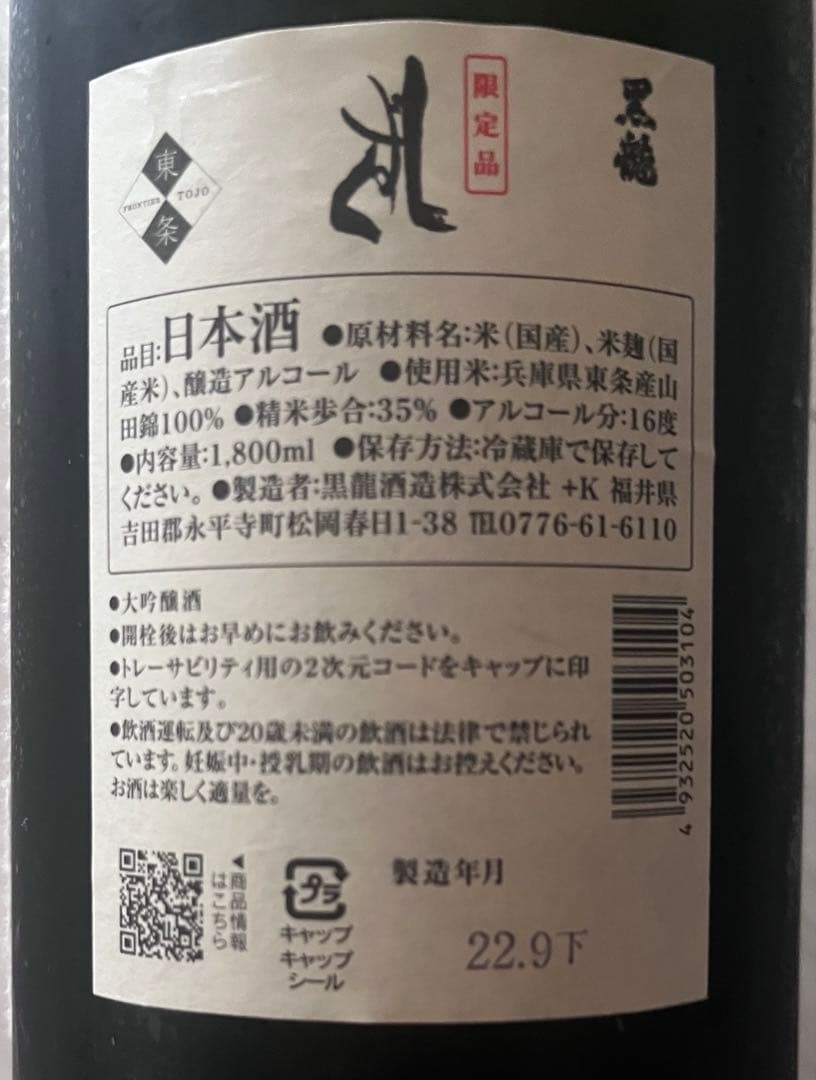 黒龍
限定品
東条
FRONTIER TOJO
品目:日本酒 ●原材料名:米(国産)、米麹(国
産米)、醸造アルコール ●使用米:兵庫県東条産山
田錦100% ●精米歩合:35% ●アルコール分:16度
●内容量:1,800ml ●保存方法:冷蔵庫で保存して
ください。●製造者:黒龍酒造株式会社 +K 福井県
吉田郡永平寺町松岡春日1-38 ℡0776-61-6110
●大吟醸酒
●開栓後はお早めにお飲みください。
●トレーサビリティ用の2次元コードをキャップに印
字しています。
●飲酒運転及び20歳未満の飲酒は法律で禁じられ
ています。妊娠中・授乳期の飲酒はお控えください。
お酒は楽しく適量を。
4 932520 503104
◀商品情報
はこちら
プラ
キャップ
キャップ
シール
製造年月
22.9下